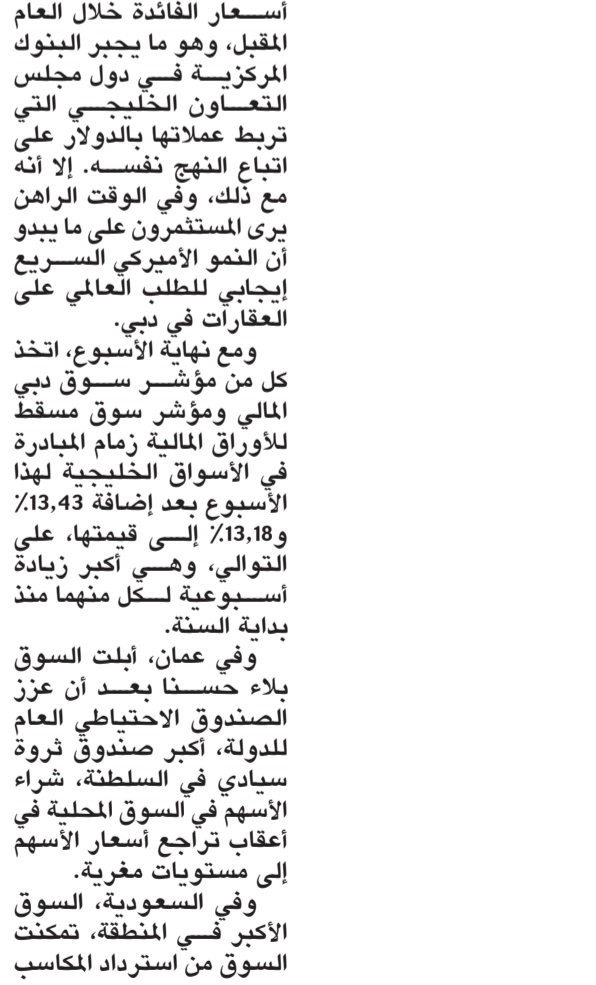 أسعار الفائدة خلال العام
المقبل، وهو ما يجبر البنوك
المركزية في دول مجلس
التعاون الخليجي التي
تربط عملاتها بالدولار على
اتباع النهج نفسه. إلا أنه
مع ذلك، وفي الوقت الراهن
يرى المستثمرون على ما يبدو
أن النمو الأميركي السريع
إيجابي للطلب العالمي على
العقارات في دبي.
ومع نهاية الأسبوع، اتخذ
كل من مؤشر سوق دبي
المالي ومؤشر سوق مسقط
للأوراق المالية زمام المبادرة
في الأسواق الخليجية لهذا
الأسبوع بعد إضافة 13,43٪
و13,18٪ إلى قيمتها، على
التوالي، وهي أكبر زيادة
أسبوعية لكل منهما منذ
بداية السنة.
وفي عمان، أبلت السوق
بلاء حسنا بعد أن عزز
الصندوق الاحتياطي العام
للدولة، أكبر صندوق ثروة
سيادي في السلطنة، شراء
الأسهم في السوق المحلية في
أعقاب تراجع أسعار الأسهم
إلى مستويات مغرية.
وفي السعودية، السوق
الأكبر في المنطقة، تمكنت
السوق من استرداد المكاسب